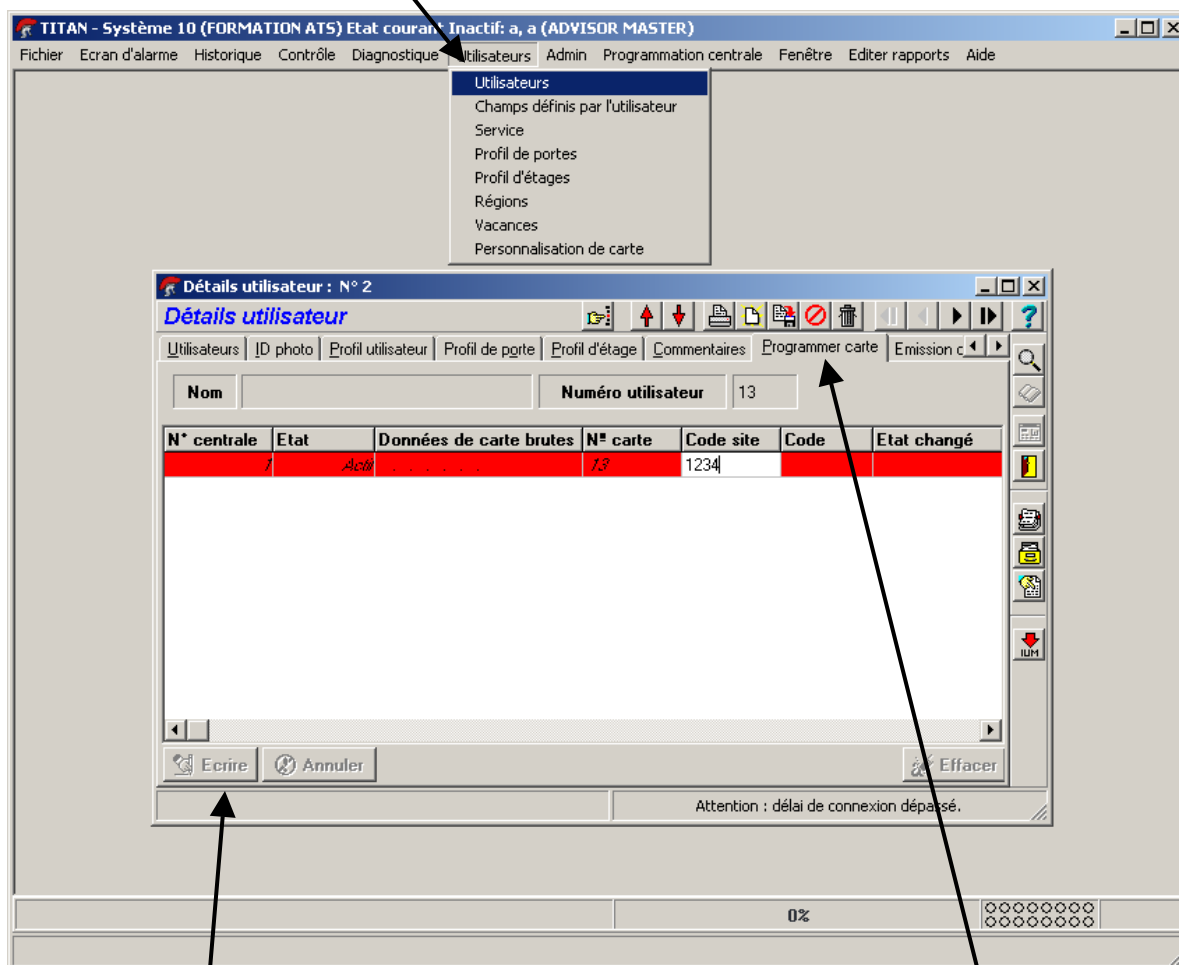 TITAN - Système 10 (FORMATION ATS) Etat courant Inactif: a, a (ADVISOR MASTER)
Fichier Ecran d'alarme Historique Contrôle Diagnostique Utilisateurs Admin Programmation centrale Fenêtre Editer rapports Aide
Utilisateurs
Champs définis par l'utilisateur
Service
Profil de portes
Profil d'étages
Régions
Vacances
Personnalisation de carte
Détails utilisateur : N° 2
Détails utilisateur
Utilisateurs ID photo Profil utilisateur Profil de porte Profil d'étage Commentaires Programmer carte Emission c
Nom Numéro utilisateur 13
N° centrale Etat Données de carte brutes Nº carte Code site Code Etat changé
1 Actif . . . . . . 13 1234
IUM
Ecrire Annuler Effacer
Attention : délai de connexion dépassé.
0%